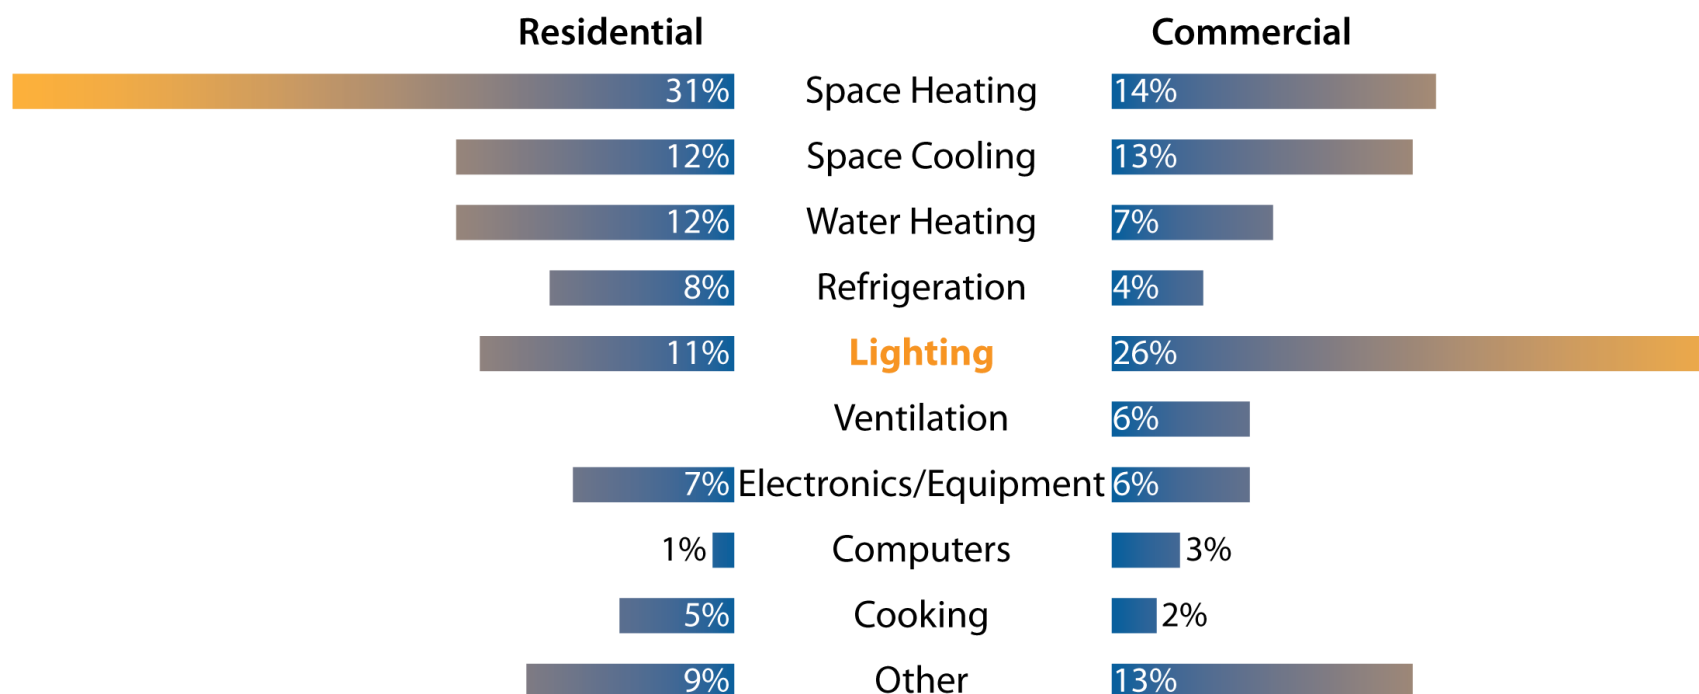 Residential Commercial
31% Space Heating 14%
12% Space Cooling 13%
12% Water Heating 7%
8% Refrigeration 4%
11% Lighting 26%
Ventilation 6%
7% Electronics/Equipment 6%
1% Computers 3%
5% Cooking 2%
9% Other 13%